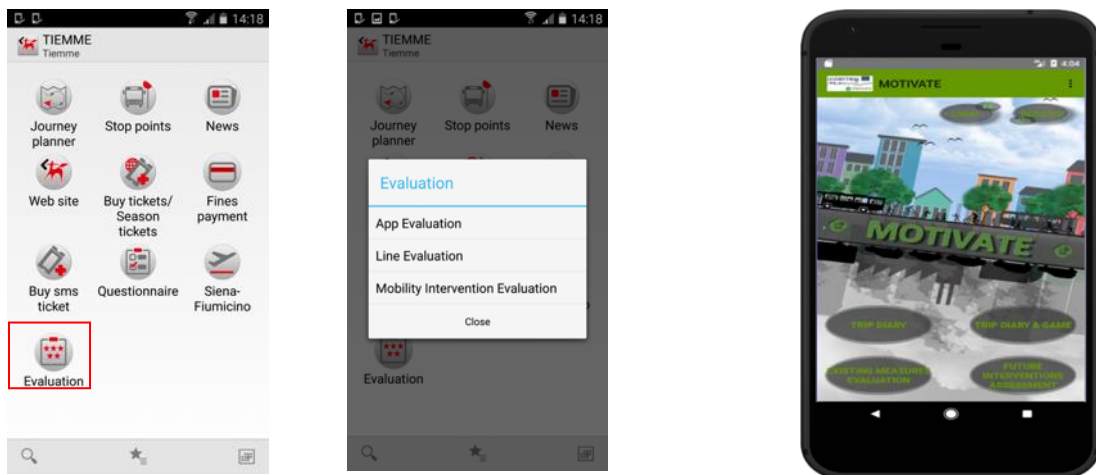 14:18
TIEMME
Tiemme
Journey
planner
Stop points
News
Web site
Buy tickets/
Season
tickets
Fines
payment
Buy sms
ticket
Questionnaire
Siena-
Fiumicino
Evaluation
14:18
TIEMME
Tiemme
Journey
planner
Stop points
News
Evaluation
App Evaluation
Line Evaluation
Mobility Intervention Evaluation
Close
Evaluation
4:04
MOTIVATE
MOTIVATE
TRIP DIARY
TRIP DIARY & GAME
EXISTING MEASURES
EVALUATION
FUTURE
INTERVENTIONS
ASSESSMENT